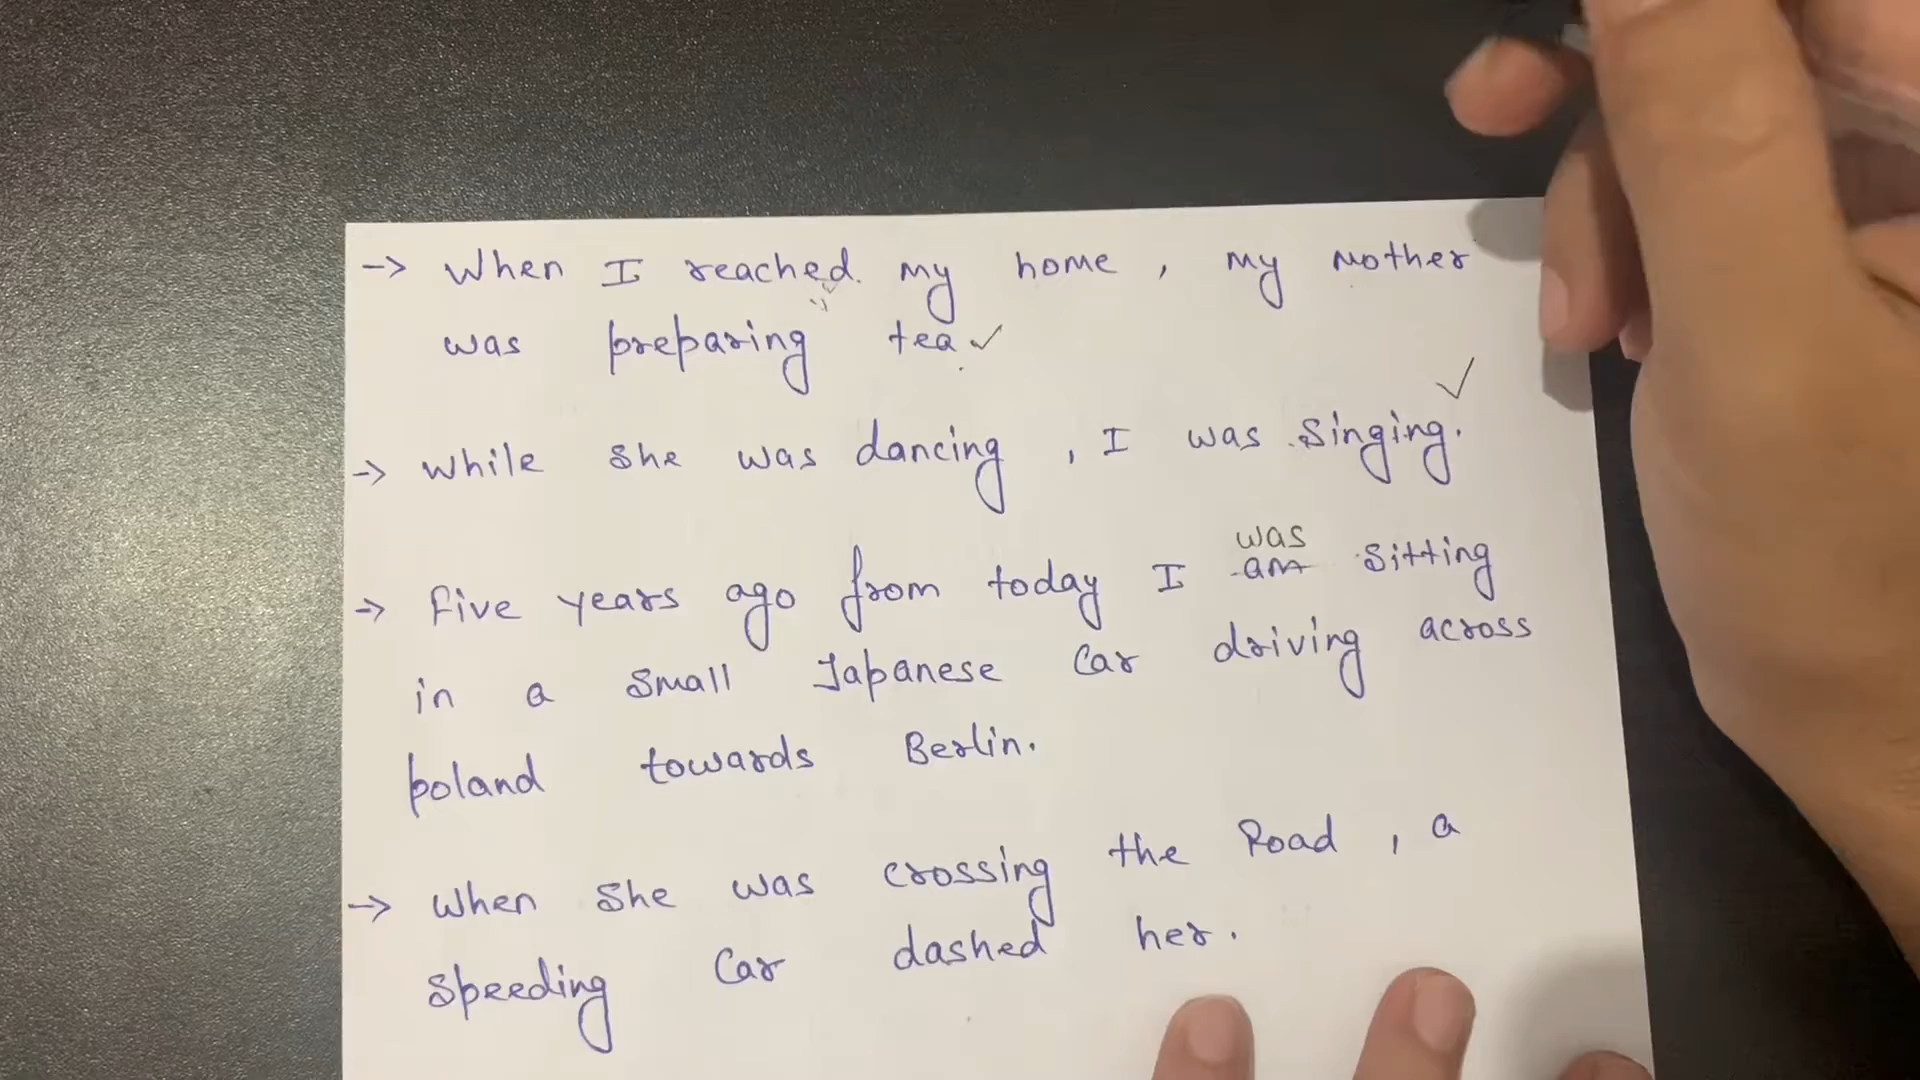 → When I reached my home, my mother
was preparing tea ✓
→ While she was dancing, I was singing. ✓
was
→ Five years ago from today I am sitting
in a small Japanese Car driving across
poland towards Berlin.
→ When She was crossing the Road, a
speeding Car dashed her.